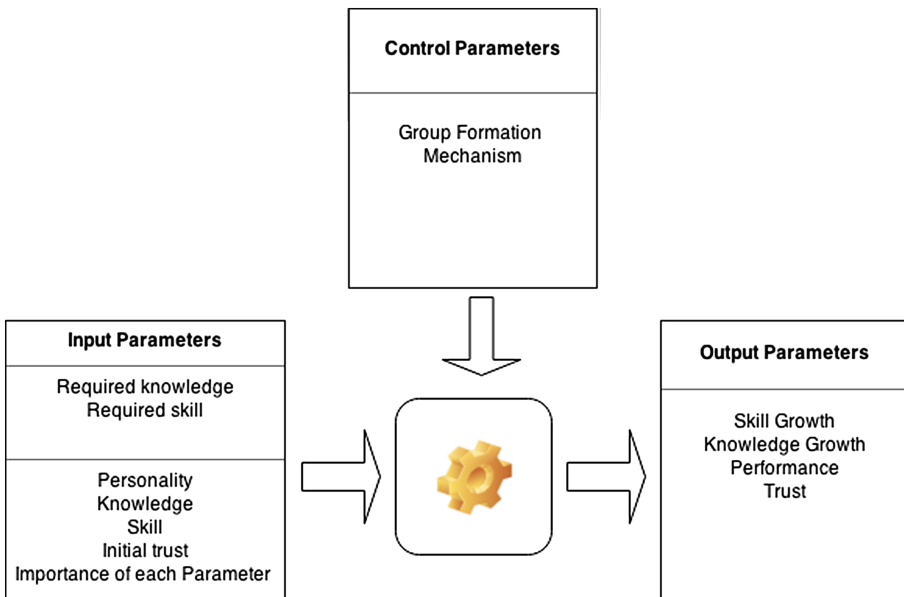 Control Parameters
Group Formation
Mechanism
Input Parameters
Required knowledge
Required skill
Personality
Knowledge
Skill
Initial trust
Importance of each Parameter
Output Parameters
Skill Growth
Knowledge Growth
Performance
Trust